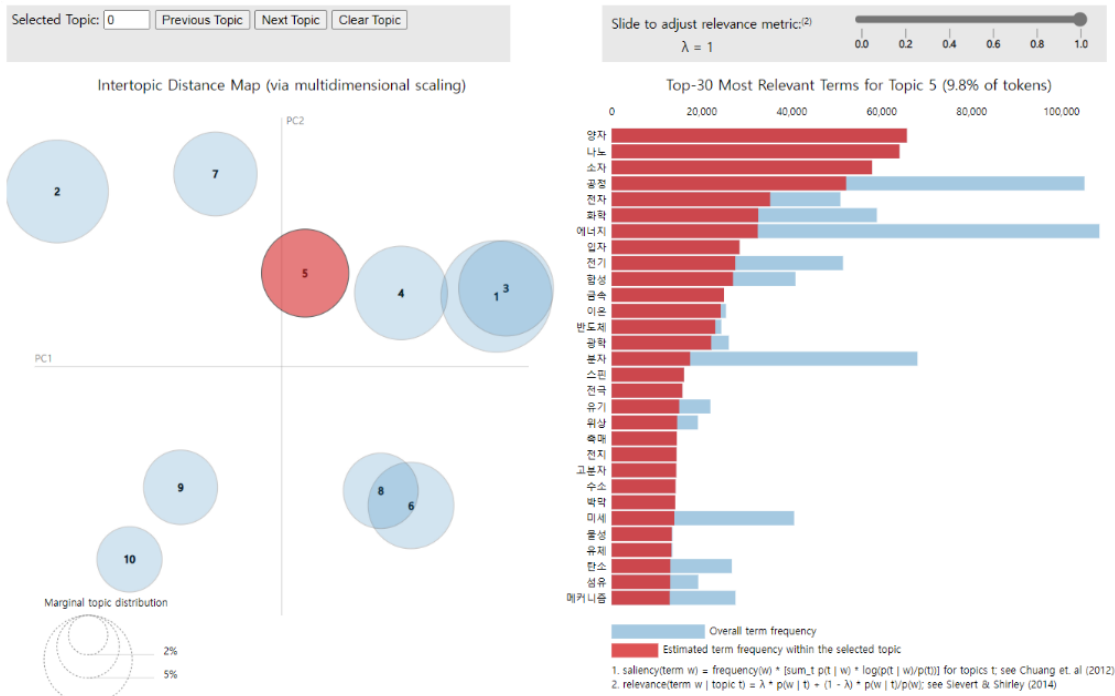 Selected Topic: 0 Previous Topic Next Topic Clear Topic
Slide to adjust relevance metric:(2)
λ = 1
0.0 0.2 0.4 0.6 0.8 1.0
Intertopic Distance Map (via multidimensional scaling)
PC2
PC1
2
7
5
4
1
3
9
8
6
10
Marginal topic distribution
2%
5%
Top-30 Most Relevant Terms for Topic 5 (9.8% of tokens)
0 20,000 40,000 60,000 80,000 100,000
양자
나노
소자
공정
전자
화학
에너지
입자
전기
합성
금속
이온
반도체
광학
분자
스핀
전극
유기
위상
촉매
전지
고분자
수소
박막
미세
물성
유체
탄소
섬유
메커니즘
Overall term frequency
Estimated term frequency within the selected topic
1. saliency(term w) = frequency(w) * [sum_t p(t | w) * log(p(t | w)/p(t))] for topics t; see Chuang et. al (2012)
2. relevance(term w | topic t) = λ * p(w | t) + (1 - λ) * p(w | t)/p(w); see Sievert & Shirley (2014)